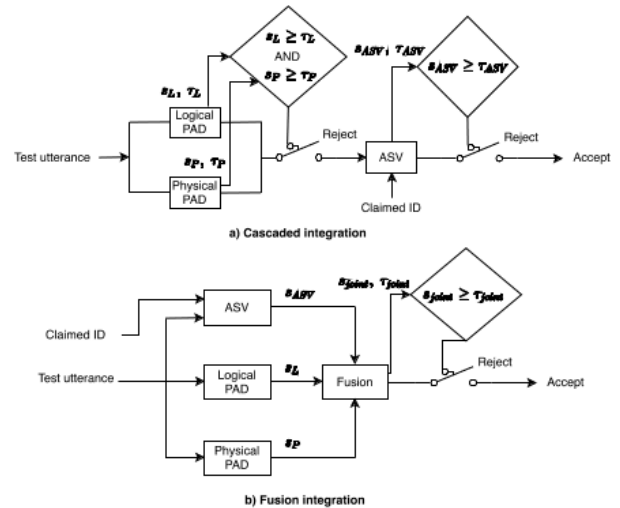 s_L ≥ τ_L
AND
s_P ≥ τ_P
s_ASV, τ_ASV
s_ASV ≥ τ_ASV
s_L, τ_L
Logical
PAD
Reject
Reject
Test utterance
s_P, τ_P
ASV
Accept
Physical
PAD
Claimed ID
a) Cascaded integration
s_ASV
s_joint, τ_joint
s_joint ≥ τ_joint
ASV
Claimed ID
Reject
Test utterance
Logical
PAD
s_L
Fusion
Accept
Physical
PAD
s_P
b) Fusion integration